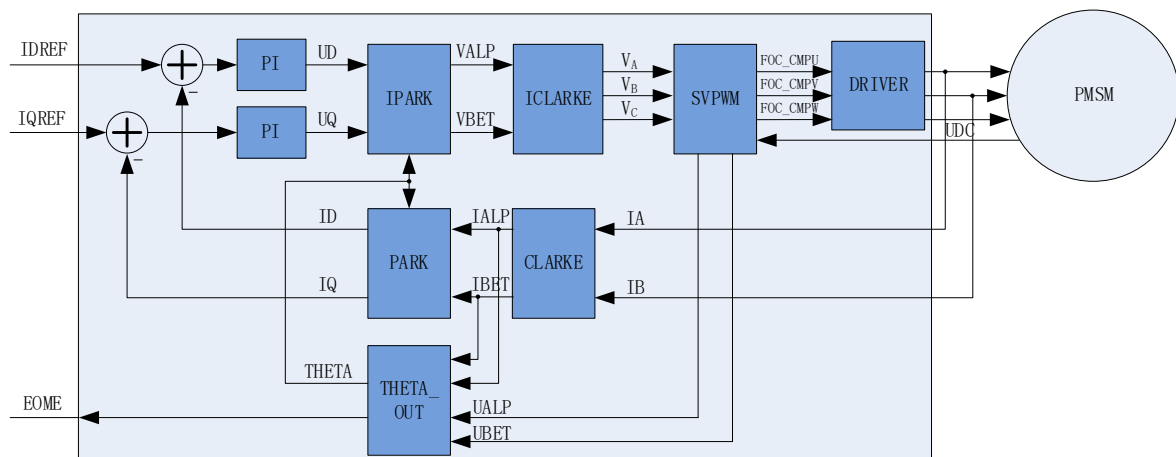 IDREF
PI
UD
IPARK
VALP
ICLARKE
VA
VB
VC
SVPWM
FOC_CMPU
FOC_CMPV
FOC_CMPW
DRIVER
PMSM
IQREF
PI
UQ
VBET
UDC
-
-
ID
PARK
IALP
CLARKE
IA
IQ
IBET
IB
THETA
THETA_
OUT
UALP
UBET
EOME